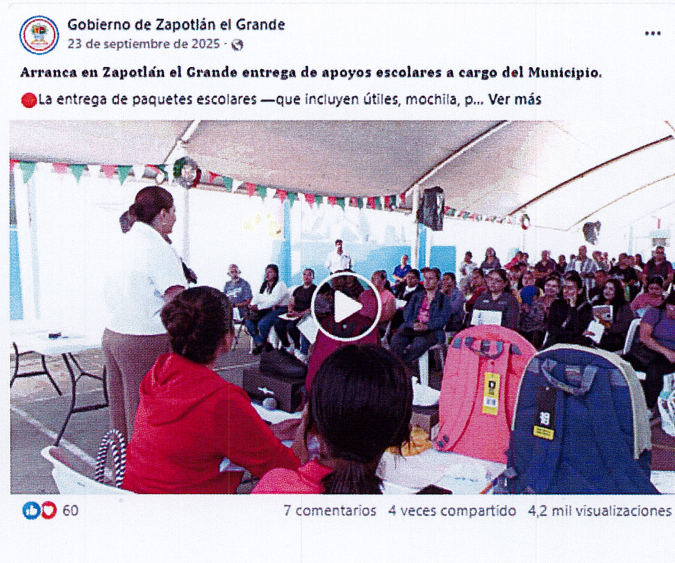 Gobierno de Zapotlán el Grande
23 de septiembre de 2025 ·
Arranca en Zapotlán el Grande entrega de apoyos escolares a cargo del Municipio.
La entrega de paquetes escolares —que incluyen útiles, mochila, p... Ver más
60
7 comentarios 4 veces compartido 4,2 mil visualizaciones